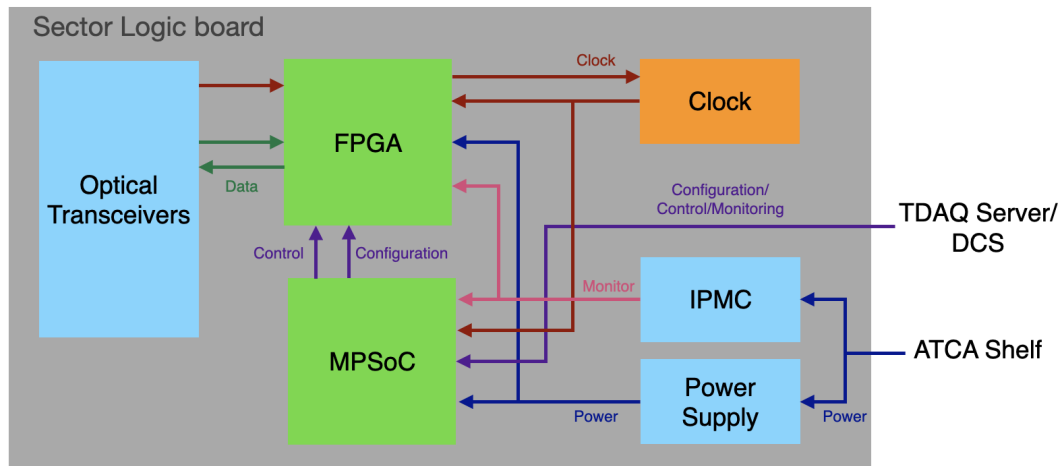 Sector Logic board
Optical
Transceivers
FPGA
Clock
Clock
Data
Control
Configuration
MPSoC
Configuration/
Control/Monitoring
TDAQ Server/
DCS
Monitor
IPMC
ATCA Shelf
Power
Supply
Power
Power